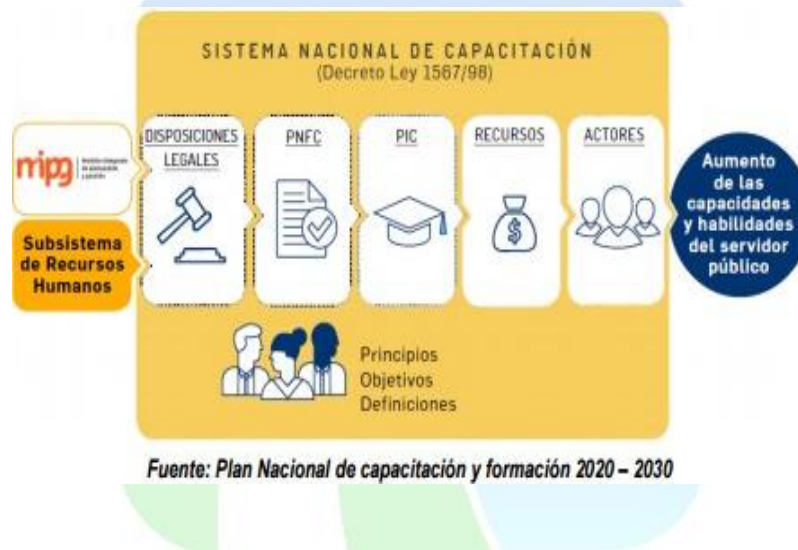 SISTEMA NACIONAL DE CAPACITACIÓN
(Decreto Ley 1567/98)
mipg
Subsistema
de Recursos
Humanos
DISPOSICIONES
LEGALES
PNFC
PIC
RECURSOS
ACTORES
Aumento
de las
capacidades
y habilidades
del servidor
público
Principios
Objetivos
Definiciones
Fuente: Plan Nacional de capacitación y formación 2020 – 2030